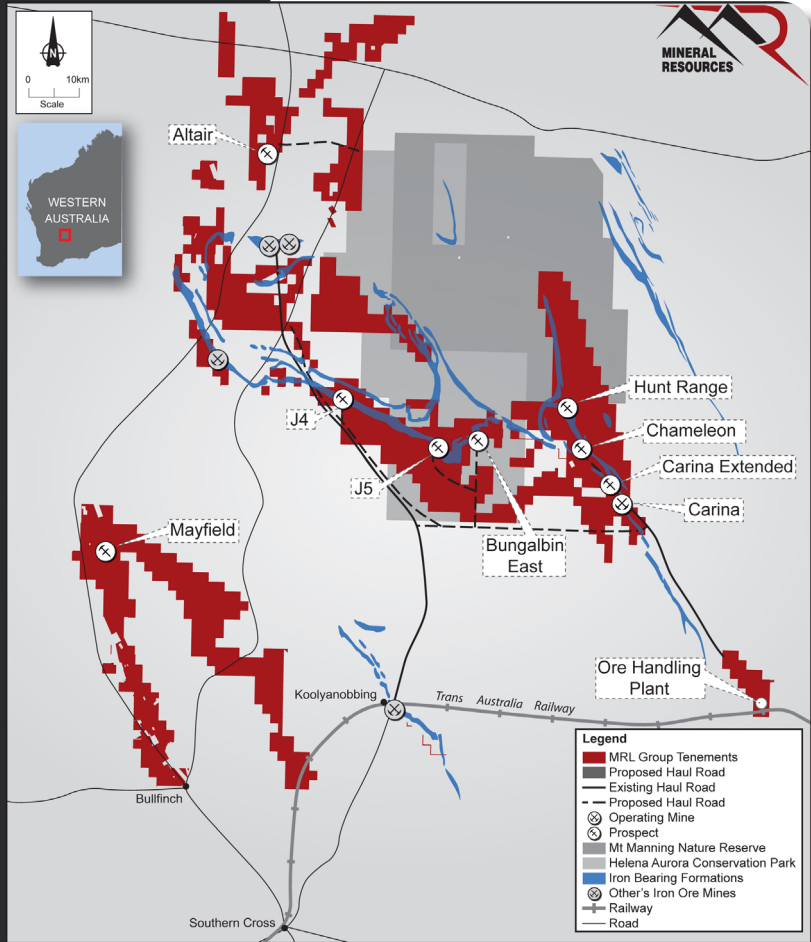 N
0 10km
Scale
MINERAL
RESOURCES
WESTERN
AUSTRALIA
Altair
Hunt Range
J4
Chameleon
Carina Extended
J5
Carina
Mayfield
Bungalbin
East
Ore Handling
Plant
Koolyanobbing
Trans Australia Railway
Bullfinch
Southern Cross
Legend
MRL Group Tenements
Proposed Haul Road
Existing Haul Road
Proposed Haul Road
Operating Mine
Prospect
Mt Manning Nature Reserve
Helena Aurora Conservation Park
Iron Bearing Formations
Other's Iron Ore Mines
Railway
Road